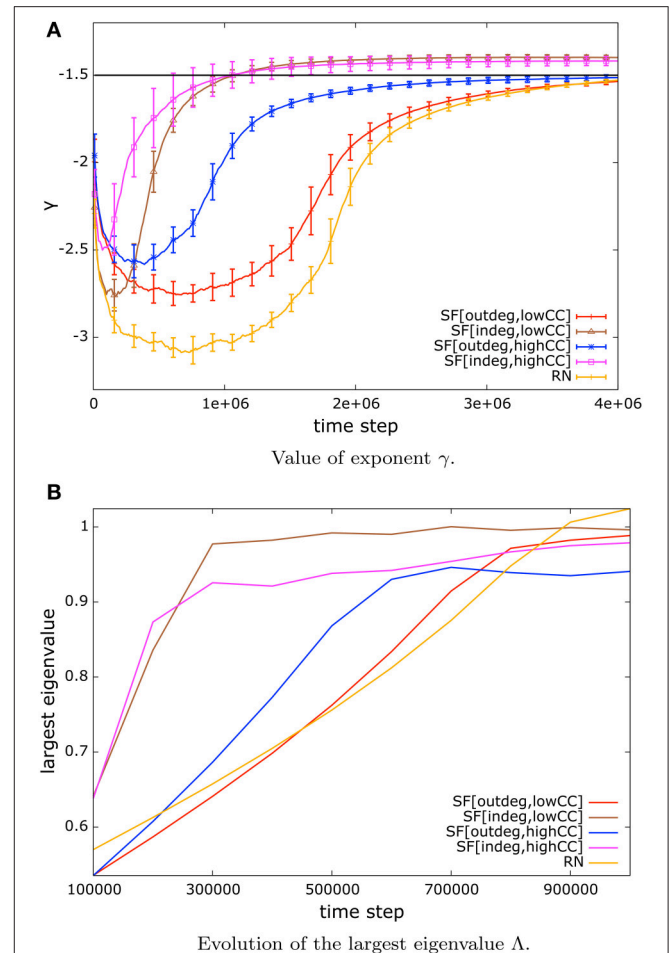 A
-1.5
-2
-2.5
-3
γ
SF[outdeg,lowCC]
SF[indeg,lowCC]
SF[outdeg,highCC]
SF[indeg,highCC]
RN
0 1e+06 2e+06 3e+06 4e+06
time step
Value of exponent γ.
B
1
0.9
0.8
0.7
0.6
largest eigenvalue
SF[outdeg,lowCC]
SF[indeg,lowCC]
SF[outdeg,highCC]
SF[indeg,highCC]
RN
100000 300000 500000 700000 900000
time step
Evolution of the largest eigenvalue Λ.